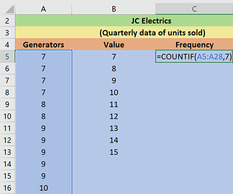 A B C
2 JC Electrics
3 (Quarterly data of units sold)
4 Generators Value Frequency
5 7 7 =COUNTIF(A5:A28,7)
6 7 8
7 7 9
8 7 10
9 8 11
10 8 12
11 9 13
12 9 14
13 9 15
14 9
15 9
16 10